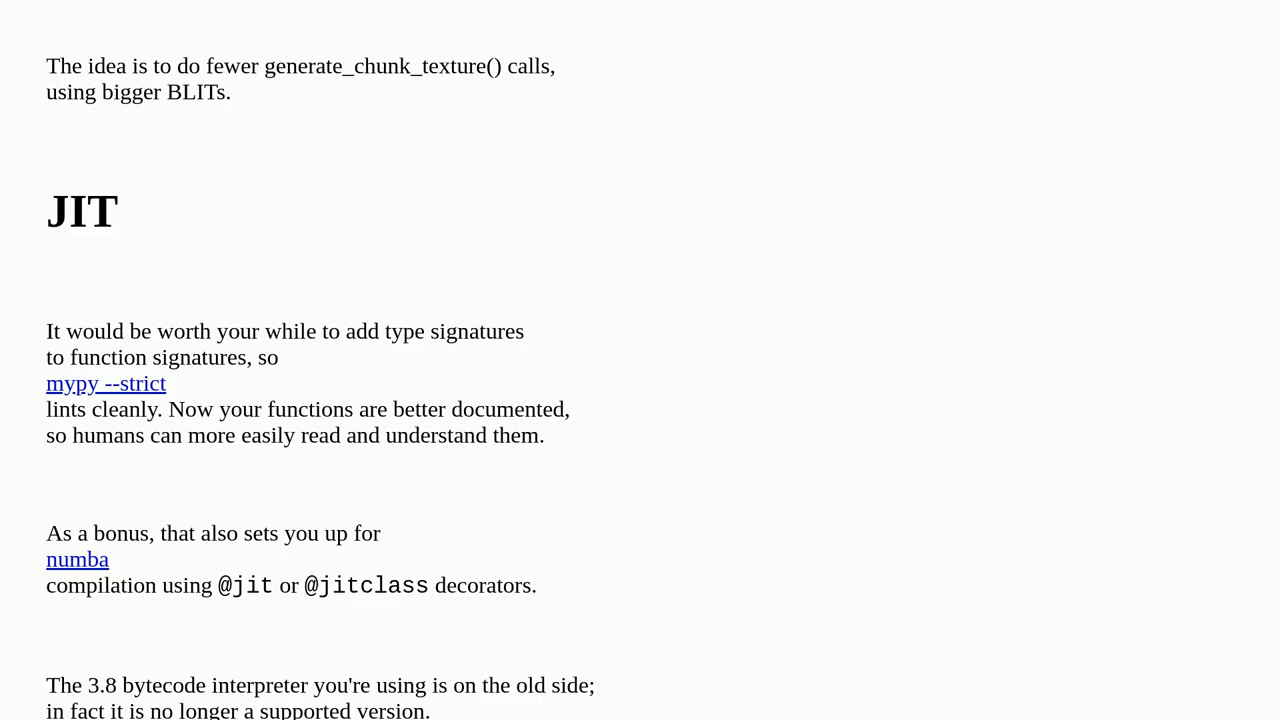 The idea is to do fewer generate_chunk_texture() calls,
using bigger BLITs.
JIT
It would be worth your while to add type signatures
to function signatures, so
mypy --strict
lints cleanly. Now your functions are better documented,
so humans can more easily read and understand them.
As a bonus, that also sets you up for
numba
compilation using @jit or @jitclass decorators.
The 3.8 bytecode interpreter you're using is on the old side;
in fact it is no longer a supported version.